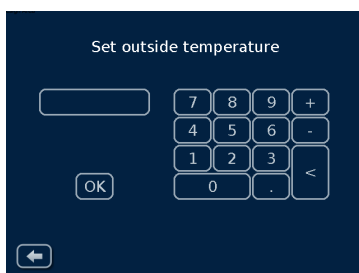 Set outside temperature
7 8 9 +
4 5 6 -
1 2 3 <
OK 0 .